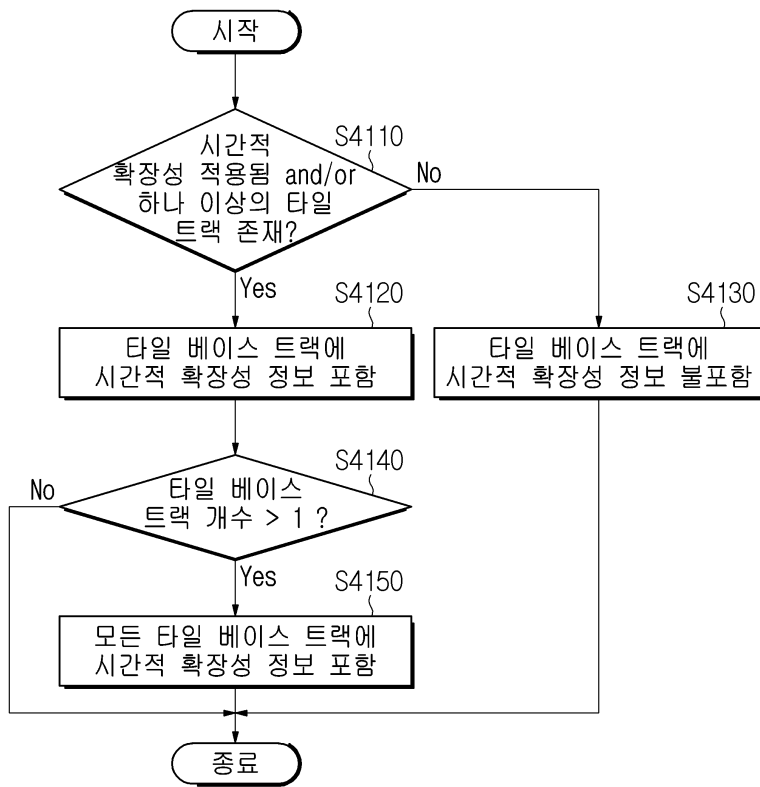 시작
S4110
시간적
확장성 적용됨 and/or
하나 이상의 타일
트랙 존재?
No
Yes
S4120
타일 베이스 트랙에
시간적 확장성 정보 포함
S4130
타일 베이스 트랙에
시간적 확장성 정보 불포함
S4140
타일 베이스
트랙 개수 > 1 ?
No
Yes
S4150
모든 타일 베이스 트랙에
시간적 확장성 정보 포함
종료